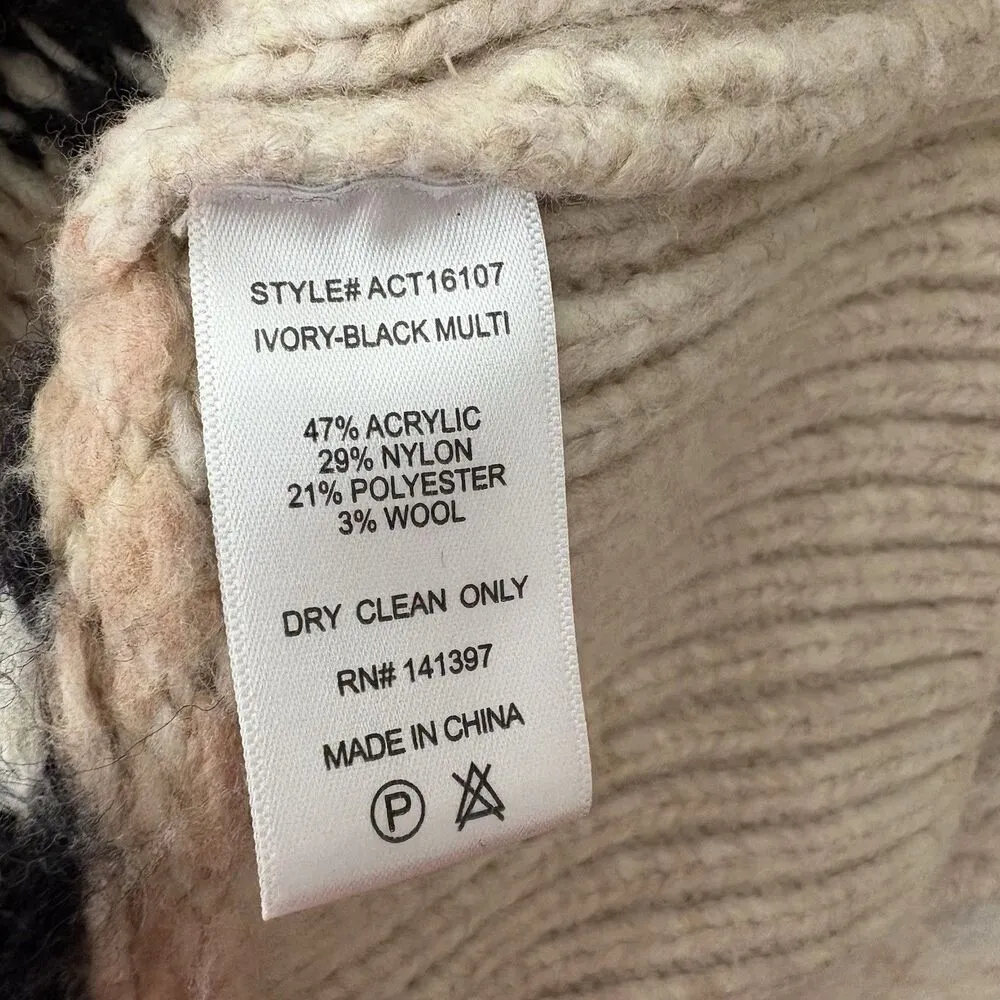 STYLE# ACT16107
IVORY-BLACK MULTI
47% ACRYLIC
29% NYLON
21% POLYESTER
3% WOOL
DRY CLEAN ONLY
RN# 141397
MADE IN CHINA
P